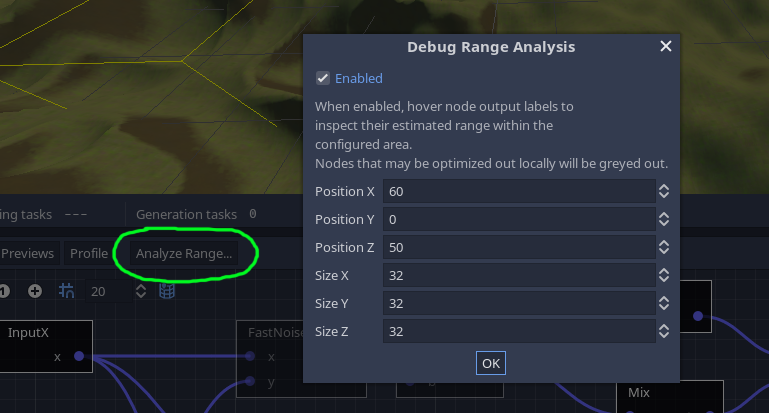 Debug Range Analysis
Enabled
When enabled, hover node output labels to
inspect their estimated range within the
configured area.
Nodes that may be optimized out locally will be greyed out.
Position X 60
Position Y 0
Position Z 50
Size X 32
Size Y 32
Size Z 32
OK
ing tasks --- Generation tasks 0
Previews Profile Analyze Range...
20
InputX
x
FastNoise
x
y
Mix